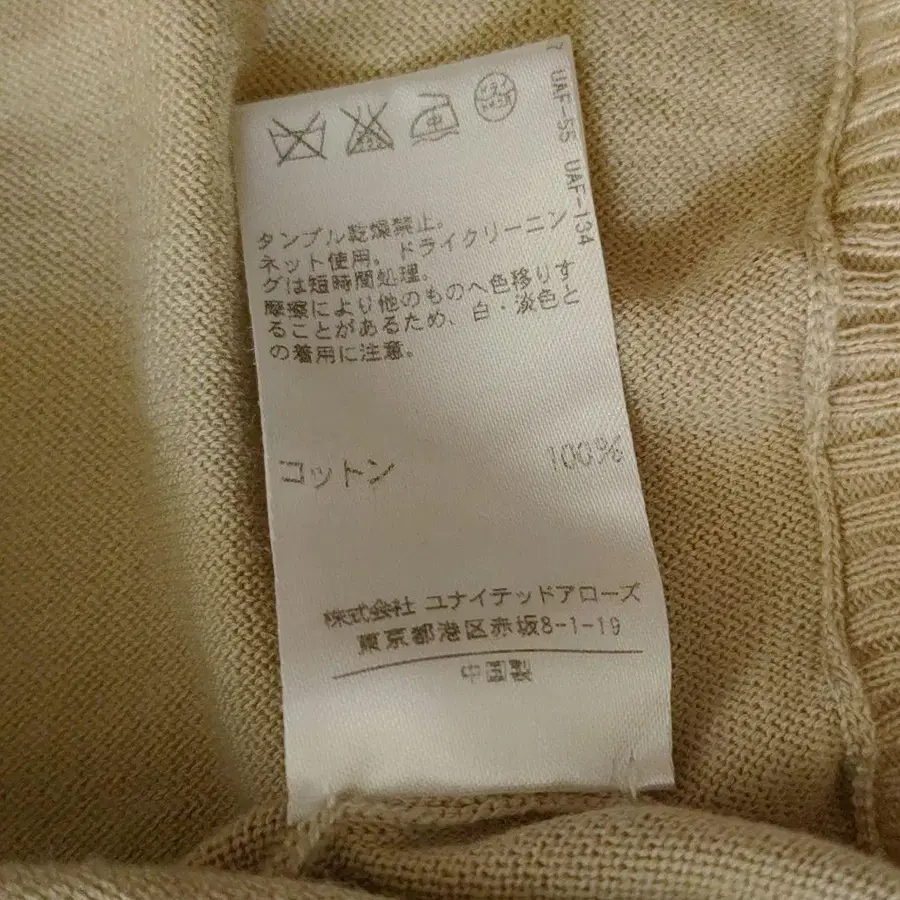 7 UAF-55 UAF-134
中
タンブル乾燥禁止。
ネット使用。ドライクリーニン
グは短時間処理。
摩擦により他のものへ色移りす
ることがあるため、白・淡色と
の着用に注意。
コットン 100%
株式会社 ユナイテッドアローズ
東京都港区赤坂8-1-19
中国製